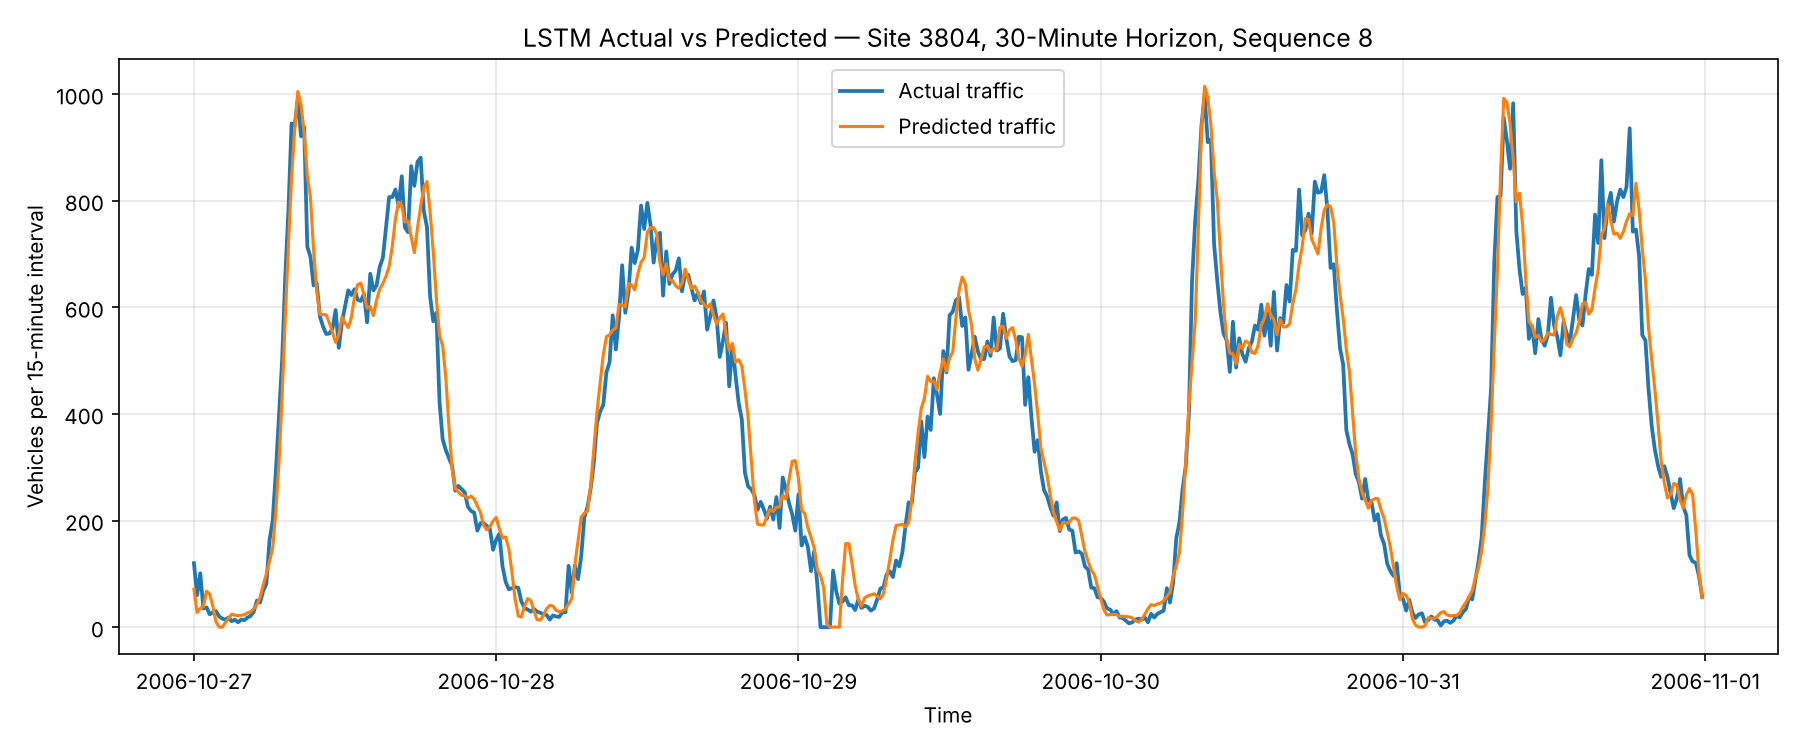 LSTM Actual vs Predicted — Site 3804, 30-Minute Horizon, Sequence 8
Actual traffic
Predicted traffic
Vehicles per 15-minute interval
1000
800
600
400
200
0
2006-10-27
2006-10-28
2006-10-29
2006-10-30
2006-10-31
2006-11-01
Time